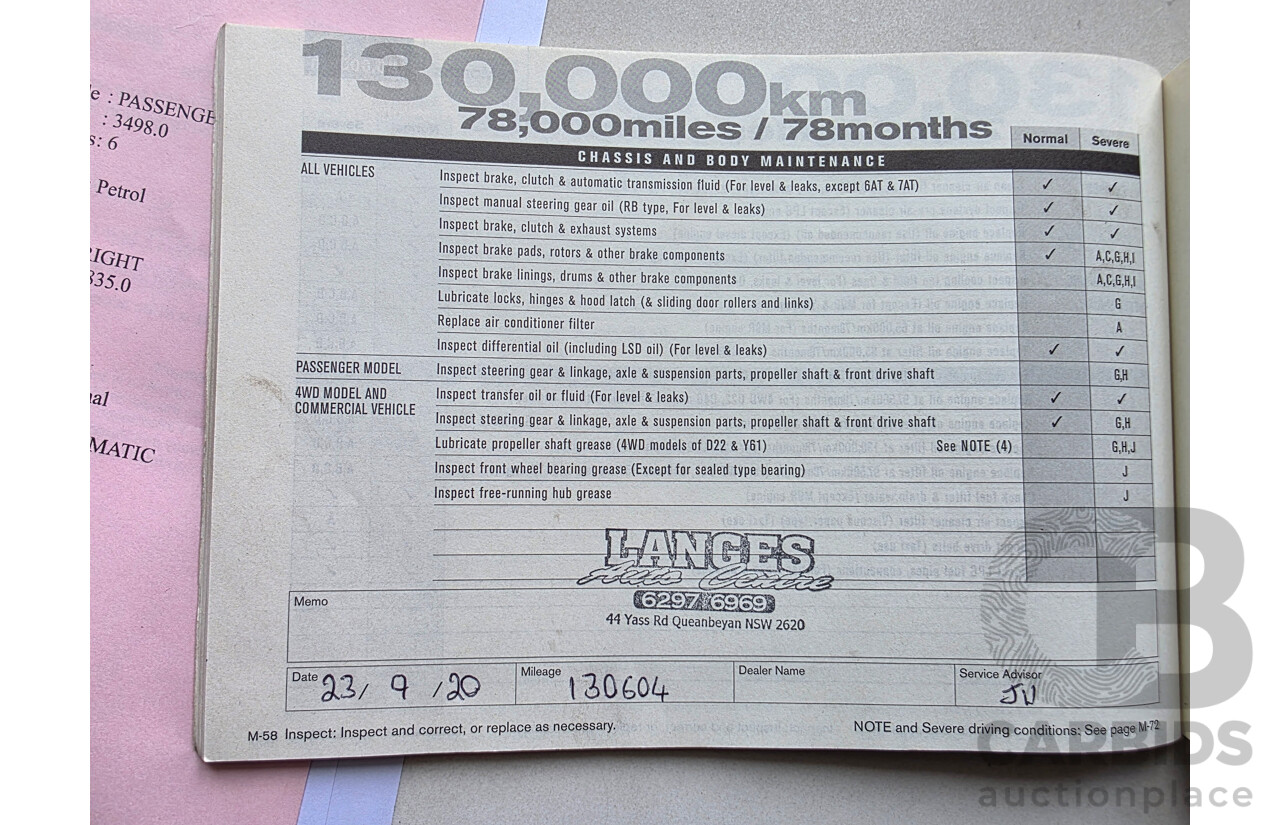 e : PASSENGE
: 3498.0
s: 6
Petrol
RIGHT
835.0
MATIC
130,000km
78,000miles / 78months
Normal Severe
CHASSIS AND BODY MAINTENANCE
ALL VEHICLES
Inspect brake, clutch & automatic transmission fluid (For level & leaks, except 6AT & 7AT) ✓ ✓
Inspect manual steering gear oil (RB type, For level & leaks) ✓ ✓
Inspect brake, clutch & exhaust systems ✓ ✓
Inspect brake pads, rotors & other brake components ✓ A,C,G,H,I
Inspect brake linings, drums & other brake components A,C,G,H,I
Lubricate locks, hinges & hood latch (& sliding door rollers and links) G
Replace air conditioner filter A
Inspect differential oil (including LSD oil) (For level & leaks) ✓ ✓
PASSENGER MODEL Inspect steering gear & linkage, axle & suspension parts, propeller shaft & front drive shaft G,H
4WD MODEL AND
COMMERCIAL VEHICLE
Inspect transfer oil or fluid (For level & leaks) ✓ ✓
Inspect steering gear & linkage, axle & suspension parts, propeller shaft & front drive shaft ✓ G,H
Lubricate propeller shaft grease (4WD models of D22 & Y61) See NOTE (4) G,H,J
Inspect front wheel bearing grease (Except for sealed type bearing) J
Inspect free-running hub grease J
LANGES
Auto Centre
6297 6969
44 Yass Rd Queanbeyan NSW 2620
Memo
Date 23/ 9 /20 Mileage 130604 Dealer Name Service Advisor JV
M-58 Inspect: Inspect and correct, or replace as necessary. NOTE and Severe driving conditions: See page M-72
CB
CARBIDS
auctionplace